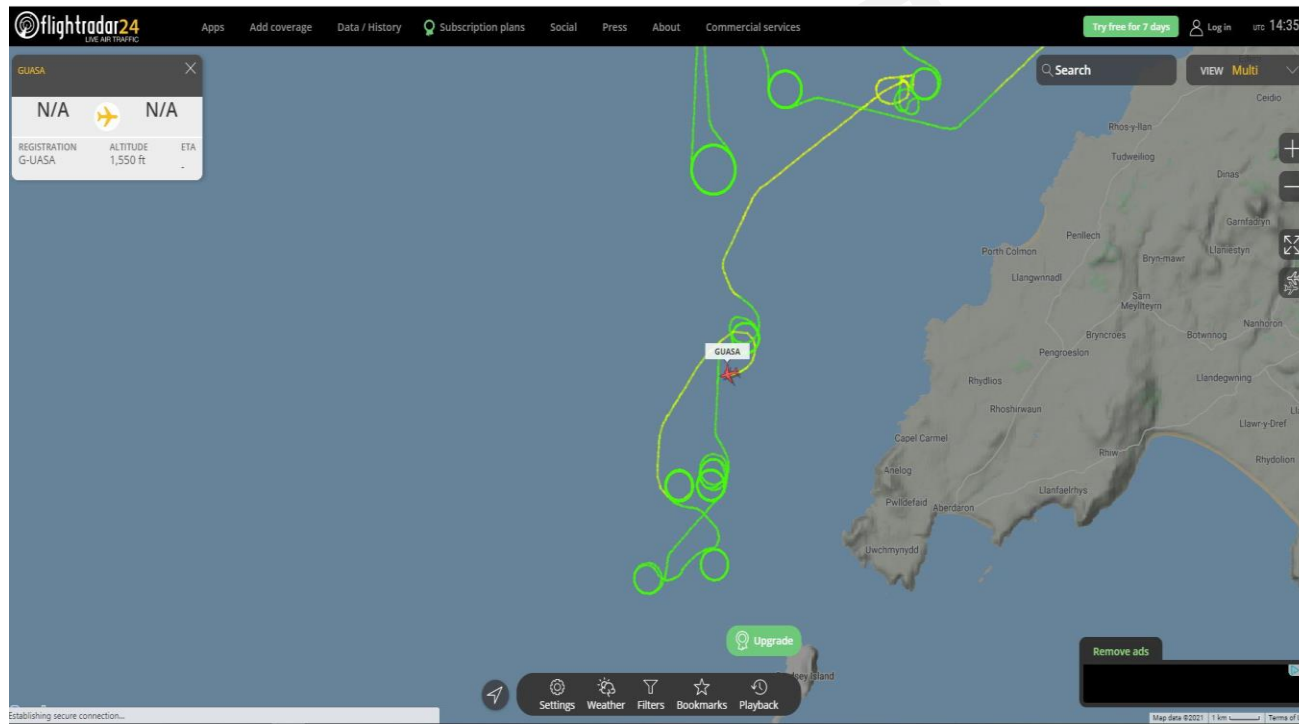 flightradar24
LIVE AIR TRAFFIC
Apps
Add coverage
Data / History
Subscription plans
Social
Press
About
Commercial services
Try free for 7 days
Log in
UTC 14:35
GUASA
N/A
N/A
REGISTRATION
G-UASA
ALTITUDE
1,550 ft
ETA
-
Search
VIEW Multi
Ceidio
Rhos-y-llan
Tudweiliog
Dinas
Garnfadryn
Penllech
Llaniestyn
Porth Colmon
Bryn-mawr
Llangwnnadl
Sarn
Meyllteyrn
Nanhoron
Bryncroes
Botwnnog
Pengroeslon
GUASA
Rhydlios
Llandegwning
Rhoshirwaun
Llawr-y-Dref
Capel Carmel
Rhiw
Rhydolion
Anelog
Llanfaelrhys
Pwlldefaid
Aberdaron
Uwchmynydd
Upgrade
Remove ads
sey Island
Settings
Weather
Filters
Bookmarks
Playback
Establishing secure connection...
Map data ©2021
1 km
Terms of